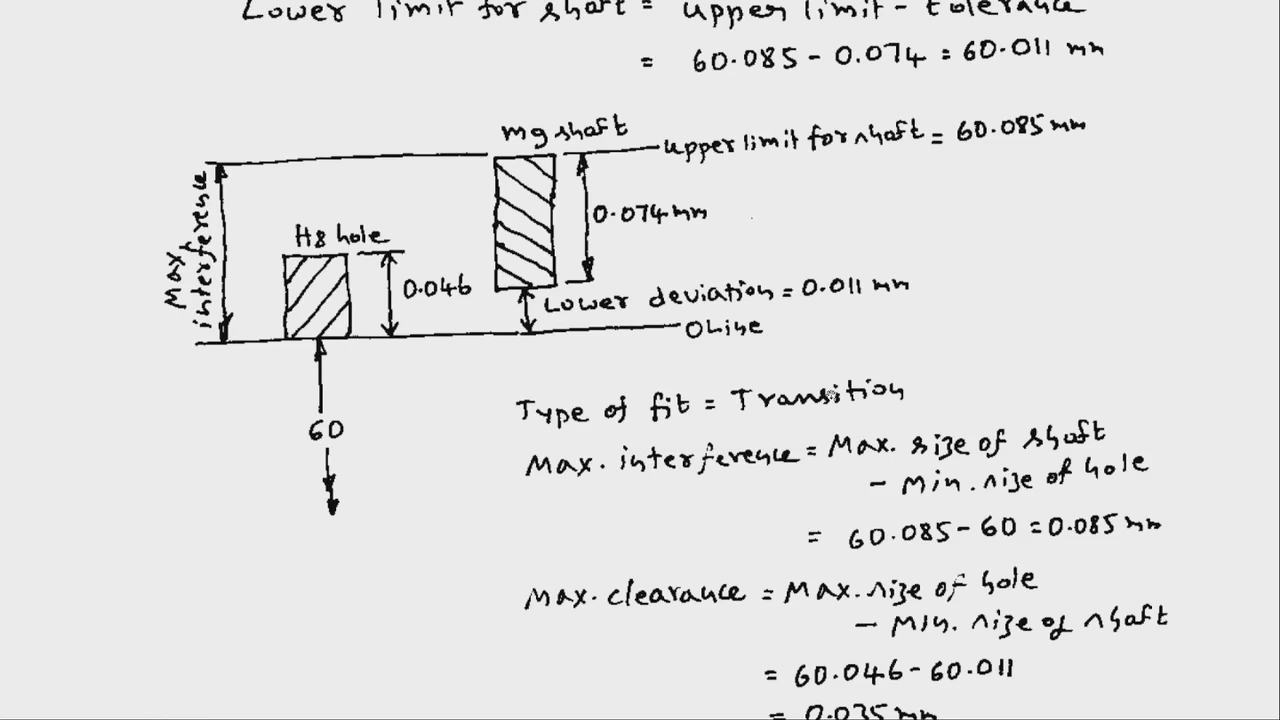 Lower limit for shaft = upper limit - tolerance
= 60.085 - 0.074 = 60.011 mm
m9 shaft
upper limit for shaft = 60.085 mm
Max interference
0.074 mm
H8 hole
0.046
Lower deviation = 0.011 mm
0 line
60
Type of fit = Transition
Max. interference = Max. size of shaft
- Min. size of hole
= 60.085 - 60 = 0.085 mm
Max. clearance = Max. size of hole
- Min. size of shaft
= 60.046 - 60.011
= 0.035 mm